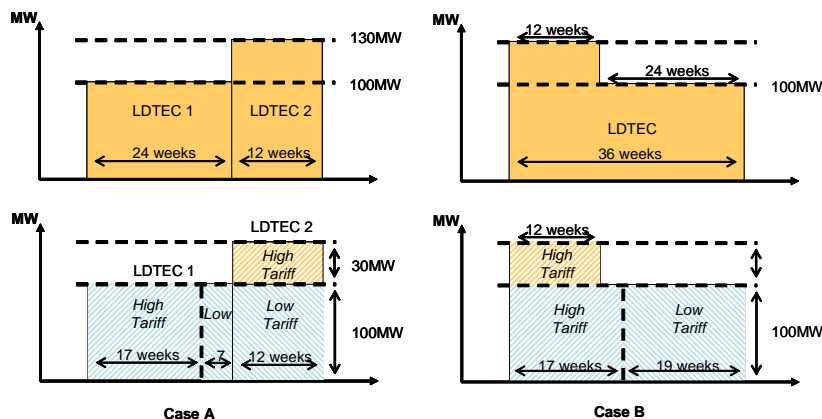 MW
130MW
100MW
LDTEC 1
LDTEC 2
24 weeks
12 weeks
MW
12 weeks
24 weeks
100MW
LDTEC
36 weeks
MW
LDTEC 2
LDTEC 1
High
Tariff
30MW
High
Tariff
Low
Low
Tariff
100MW
17 weeks
7
12 weeks
Case A
MW
12 weeks
High
Tariff
High
Tariff
Low
Tariff
100MW
17 weeks
19 weeks
Case B